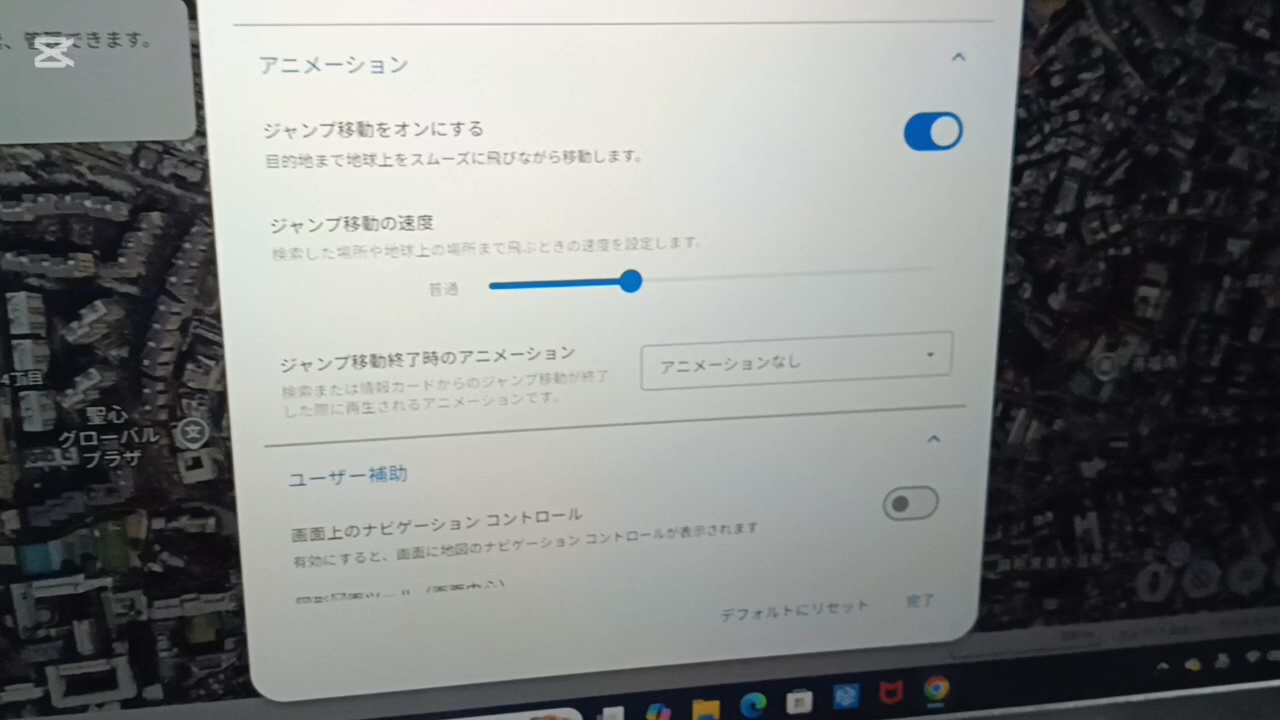 できます。
アニメーション
ジャンプ移動をオンにする
目的地まで地球上をスムーズに飛びながら移動します。
ジャンプ移動の速度
検索した場所や地球上の場所まで飛ぶときの速度を設定します。
普通
ジャンプ移動終了時のアニメーション
検索または情報カードからのジャンプ移動が終了
した際に再生されるアニメーションです。
アニメーションなし
ユーザー補助
画面上のナビゲーション コントロール
有効にすると、画面に地図のナビゲーション コントロールが表示されます
デフォルトにリセット
完了
丁目
聖心
グローバル
プラザ
文